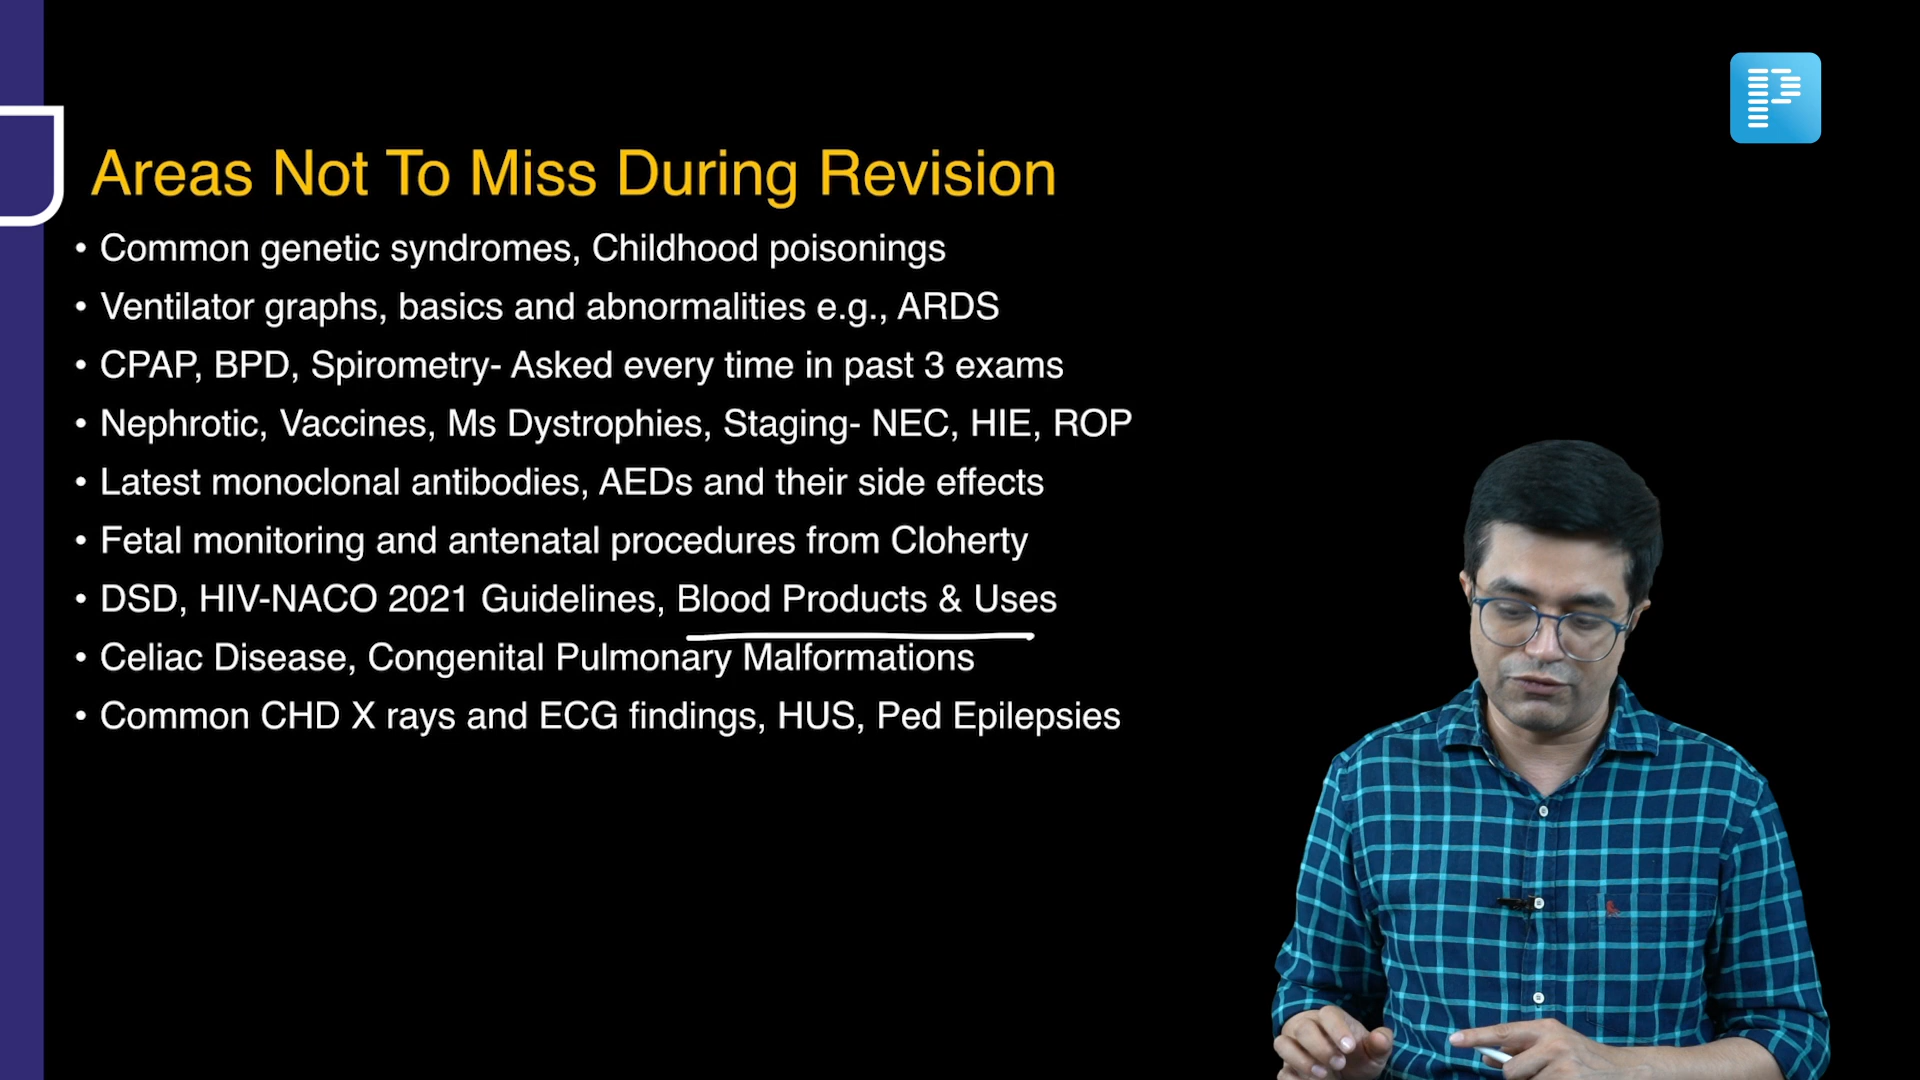 Areas Not To Miss During Revision
• Common genetic syndromes, Childhood poisonings
• Ventilator graphs, basics and abnormalities e.g., ARDS
• CPAP, BPD, Spirometry- Asked every time in past 3 exams
• Nephrotic, Vaccines, Ms Dystrophies, Staging- NEC, HIE, ROP
• Latest monoclonal antibodies, AEDs and their side effects
• Fetal monitoring and antenatal procedures from Cloherty
• DSD, HIV-NACO 2021 Guidelines, Blood Products & Uses
• Celiac Disease, Congenital Pulmonary Malformations
• Common CHD X rays and ECG findings, HUS, Ped Epilepsies